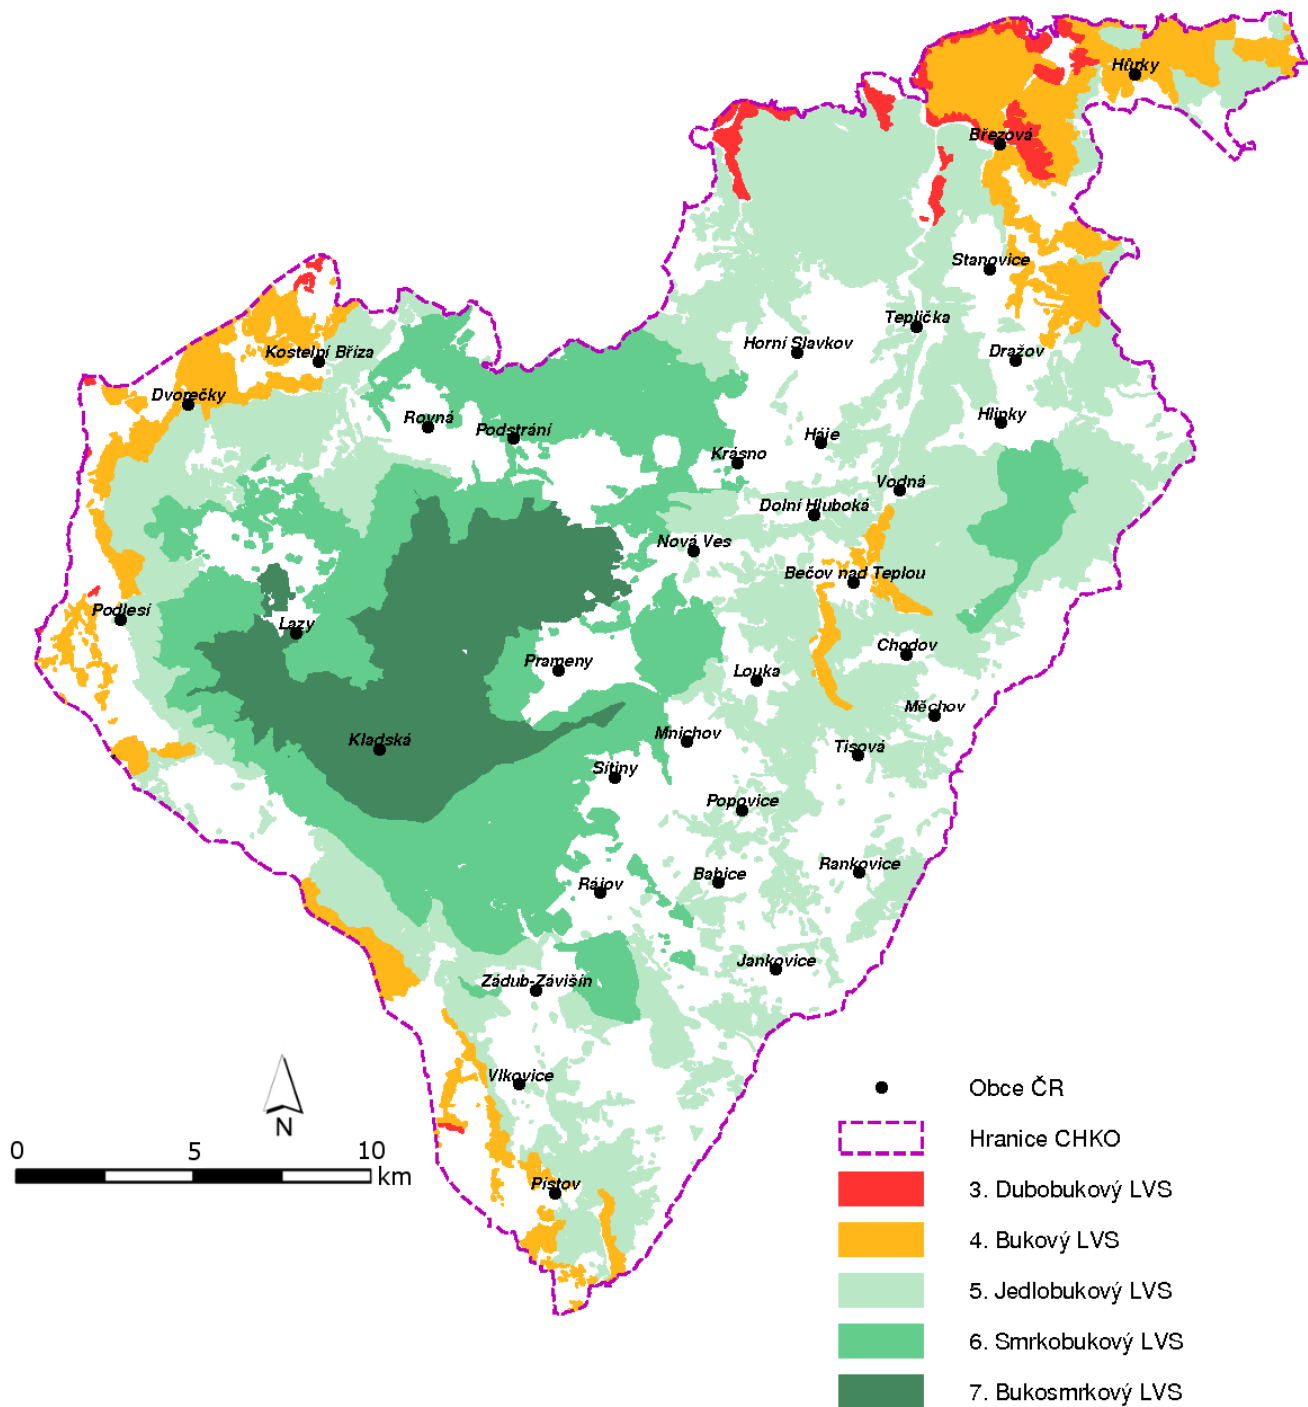 Hůrky
Březová
Stanovice
Teplička
Horní Slavkov
Dražov
Kostelní Bříza
Dvorečky
Rovná
Podstrání
Hlinky
Háje
Krásno
Vodná
Dolní Hluboká
Nová Ves
Bečov nad Teplou
Podlesí
Lazy
Chodov
Prameny
Louka
Měchov
Kladská
Mnichov
Tisová
Sítiny
Popovice
Rankovice
Babice
Rájov
Jankovice
Zádub-Závišín
Vlkovice
Pístov
N
0 5 10
km
Obce ČR
Hranice CHKO
3. Dubobukový LVS
4. Bukový LVS
5. Jedlobukový LVS
6. Smrkobukový LVS
7. Bukosmrkový LVS